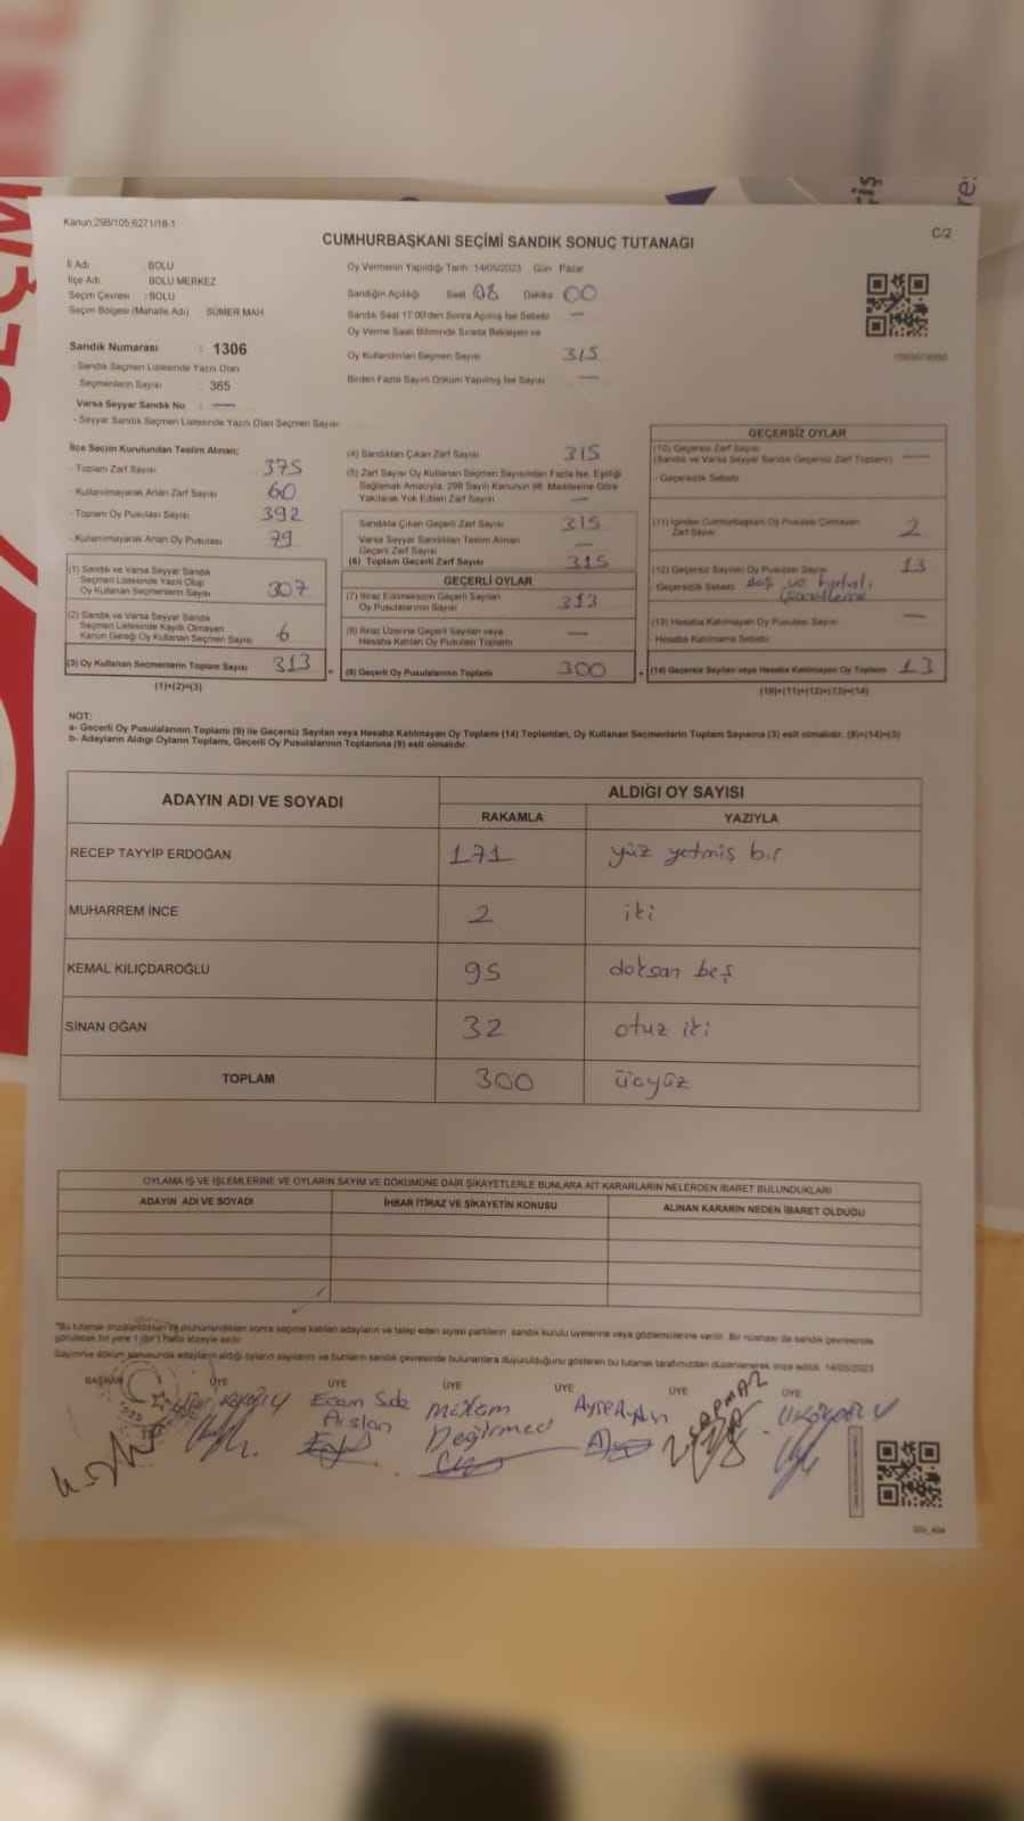 Kanun:298/105;6271/18-1
C/2
CUMHURBAŞKANI SEÇİMİ SANDIK SONUÇ TUTANAĞI
İl Adı : BOLU
İlçe Adı : BOLU MERKEZ
Seçim Çevresi : BOLU
Seçim Bölgesi (Mahalle Adı) : SÜMER MAH
Sandık Numarası : 1306
- Sandık Seçmen Listesinde Yazılı Olan
Seçmenlerin Sayısı : 365
Varsa Seyyar Sandık No : —
- Seyyar Sandık Seçmen Listesinde Yazılı Olan Seçmen Sayısı
Oy Vermenin Yapıldığı Tarih : 14/05/2023 Gün : Pazar
Sandığın Açıldığı Saat 08 Dakika 00
Sandık Saat 17:00'den Sonra Açılmış İse Sebebi —
Oy Verme Saati Bitiminde Sırada Bekleyen ve
Oy Kullandırılan Seçmen Sayısı 315
Birden Fazla Sayım Döküm Yapılmış İse Sayısı —
İlçe Seçim Kurulundan Teslim Alınan;
- Toplam Zarf Sayısı 375
- Kullanılmayarak Artan Zarf Sayısı 60
- Toplam Oy Pusulası Sayısı 392
- Kullanılmayarak Artan Oy Pusulası 79
(1) Sandık ve Varsa Seyyar Sandık
Seçmen Listesinde Yazılı Olup
Oy Kullanan Seçmenlerin Sayısı 307
(2) Sandık ve Varsa Seyyar Sandık
Seçmen Listesinde Kayıtlı Olmayan
Kanun Gereği Oy Kullanan Seçmen Sayısı 6
(3) Oy Kullanan Seçmenlerin Toplam Sayısı 313
(1)+(2)=(3)
(4) Sandıktan Çıkan Zarf Sayısı 315
(5) Zarf Sayısı Oy Kullanan Seçmen Sayısından Fazla İse, Eşitliği
Sağlamak Amacıyla, 298 Sayılı Kanunun 98. Maddesine Göre
Yakılarak Yok Edilen Zarf Sayısı —
Sandıkta Çıkan Geçerli Zarf Sayısı 315
Varsa Seyyar Sandıktan Teslim Alınan
Geçerli Zarf Sayısı —
(6) Toplam Geçerli Zarf Sayısı 315
GEÇERLİ OYLAR
(7) İtiraz Edilmeksizin Geçerli Sayılan
Oy Pusulalarının Sayısı 313
(8) İtiraz Üzerine Geçerli Sayılan veya
Hesaba Katılan Oy Pusulası Toplamı —
(9) Geçerli Oy Pusulalarının Toplamı 300
GEÇERSİZ OYLAR
(10) Geçersiz Zarf Sayısı
(Sandık ve Varsa Seyyar Sandık Geçersiz Zarf Toplamı) —
- Geçersizlik Sebebi
(11) İçinden Cumhurbaşkanı Oy Pusulası Çıkmayan
Zarf Sayısı 2
(12) Geçersiz Sayılan Oy Pusulası Sayısı 13
Geçersizlik Sebebi
(13) Hesaba Katılmayan Oy Pusulası Sayısı —
Hesaba Katılmama Sebebi
(14) Geçersiz Sayılan veya Hesaba Katılmayan Oy Toplamı 13
(10)+(11)+(12)+(13)=(14)
NOT:
a- Geçerli Oy Pusulalarının Toplamı (9) ile Geçersiz Sayılan veya Hesaba Katılmayan Oy Toplamı (14) Toplamları, Oy Kullanan Seçmenlerin Toplam Sayısına (3) eşit olmalıdır. (9)+(14)=(3)
b- Adayların Aldığı Oyların Toplamı, Geçerli Oy Pusulalarının Toplamına (9) eşit olmalıdır.
ADAYIN ADI VE SOYADI
ALDIĞI OY SAYISI
RAKAMLA YAZIYLA
RECEP TAYYİP ERDOĞAN 171 yüz yetmiş bir
MUHARREM İNCE 2 iki
KEMAL KILIÇDAROĞLU 95 doksan beş
SİNAN OĞAN 32 otuz iki
TOPLAM 300 üçyüz
OYLAMA İŞ VE İŞLEMLERİNE VE OYLARIN SAYIM VE DÖKÜMÜNE DAİR ŞİKAYETLERLE BUNLARA AİT KARARLARIN NELERDEN İBARET BULUNDUKLARI
ADAYIN ADI VE SOYADI İHBAR İTİRAZ VE ŞİKAYETİN KONUSU ALINAN KARARIN NEDEN İBARET OLDUĞU
BAŞKAN ÜYE ÜYE ÜYE ÜYE ÜYE ÜYE
Ecem Sıla
Arslan
Meltem
Değirmenci
Ayşe Aydın